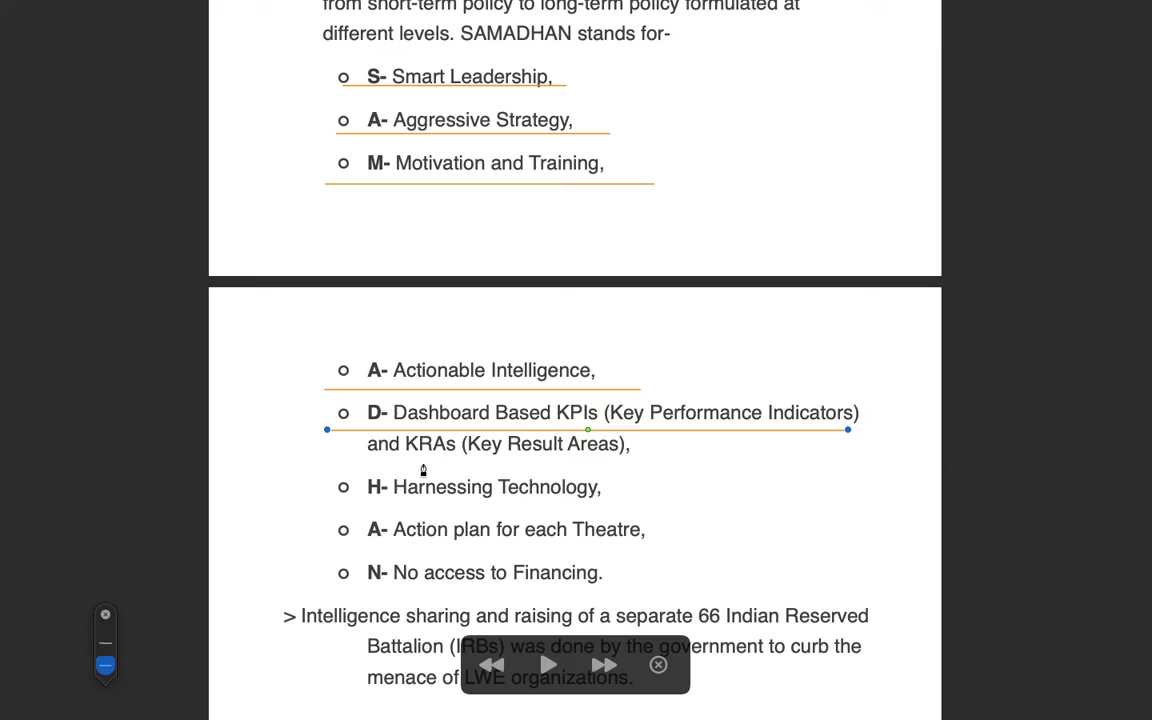 from short-term policy to long-term policy formulated at
different levels. SAMADHAN stands for-
S- Smart Leadership,
A- Aggressive Strategy,
M- Motivation and Training,
A- Actionable Intelligence,
D- Dashboard Based KPIs (Key Performance Indicators)
and KRAs (Key Result Areas),
H- Harnessing Technology,
A- Action plan for each Theatre,
N- No access to Financing.
> Intelligence sharing and raising of a separate 66 Indian Reserved
Battalion (IRBs) was done by the government to curb the
menace of LWE organizations.